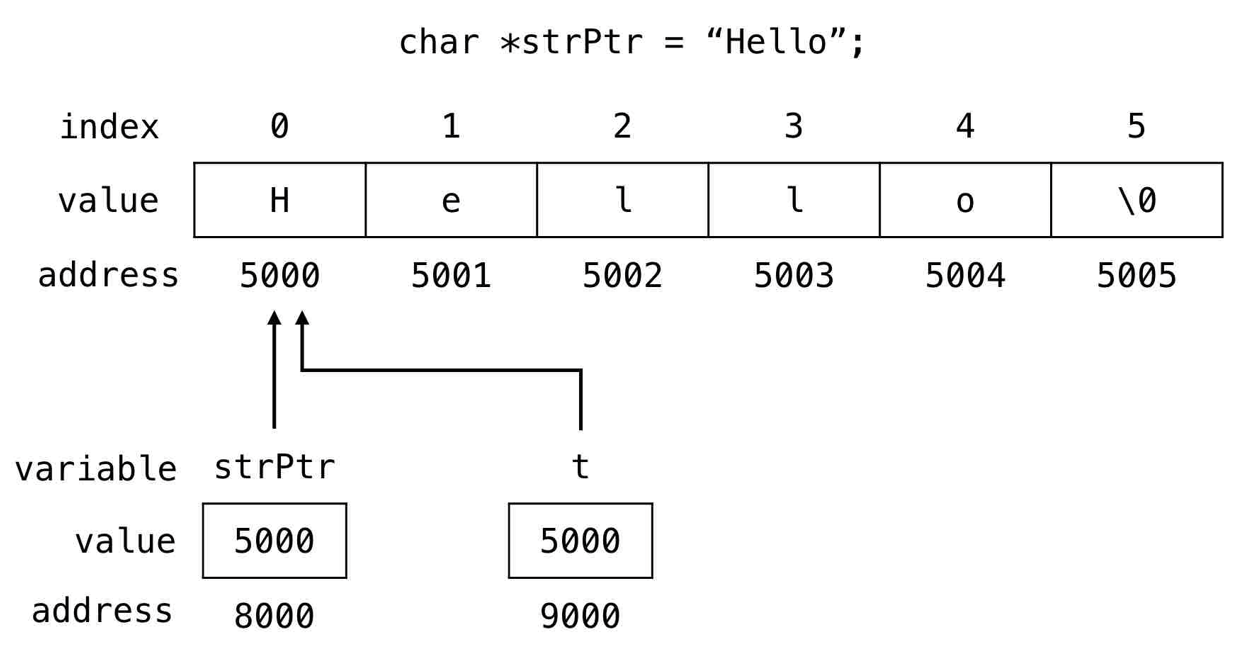 char *strPtr = “Hello”;
index 0 1 2 3 4 5
value H e l l o \0
address 5000 5001 5002 5003 5004 5005
variable strPtr t
value 5000 5000
address 8000 9000